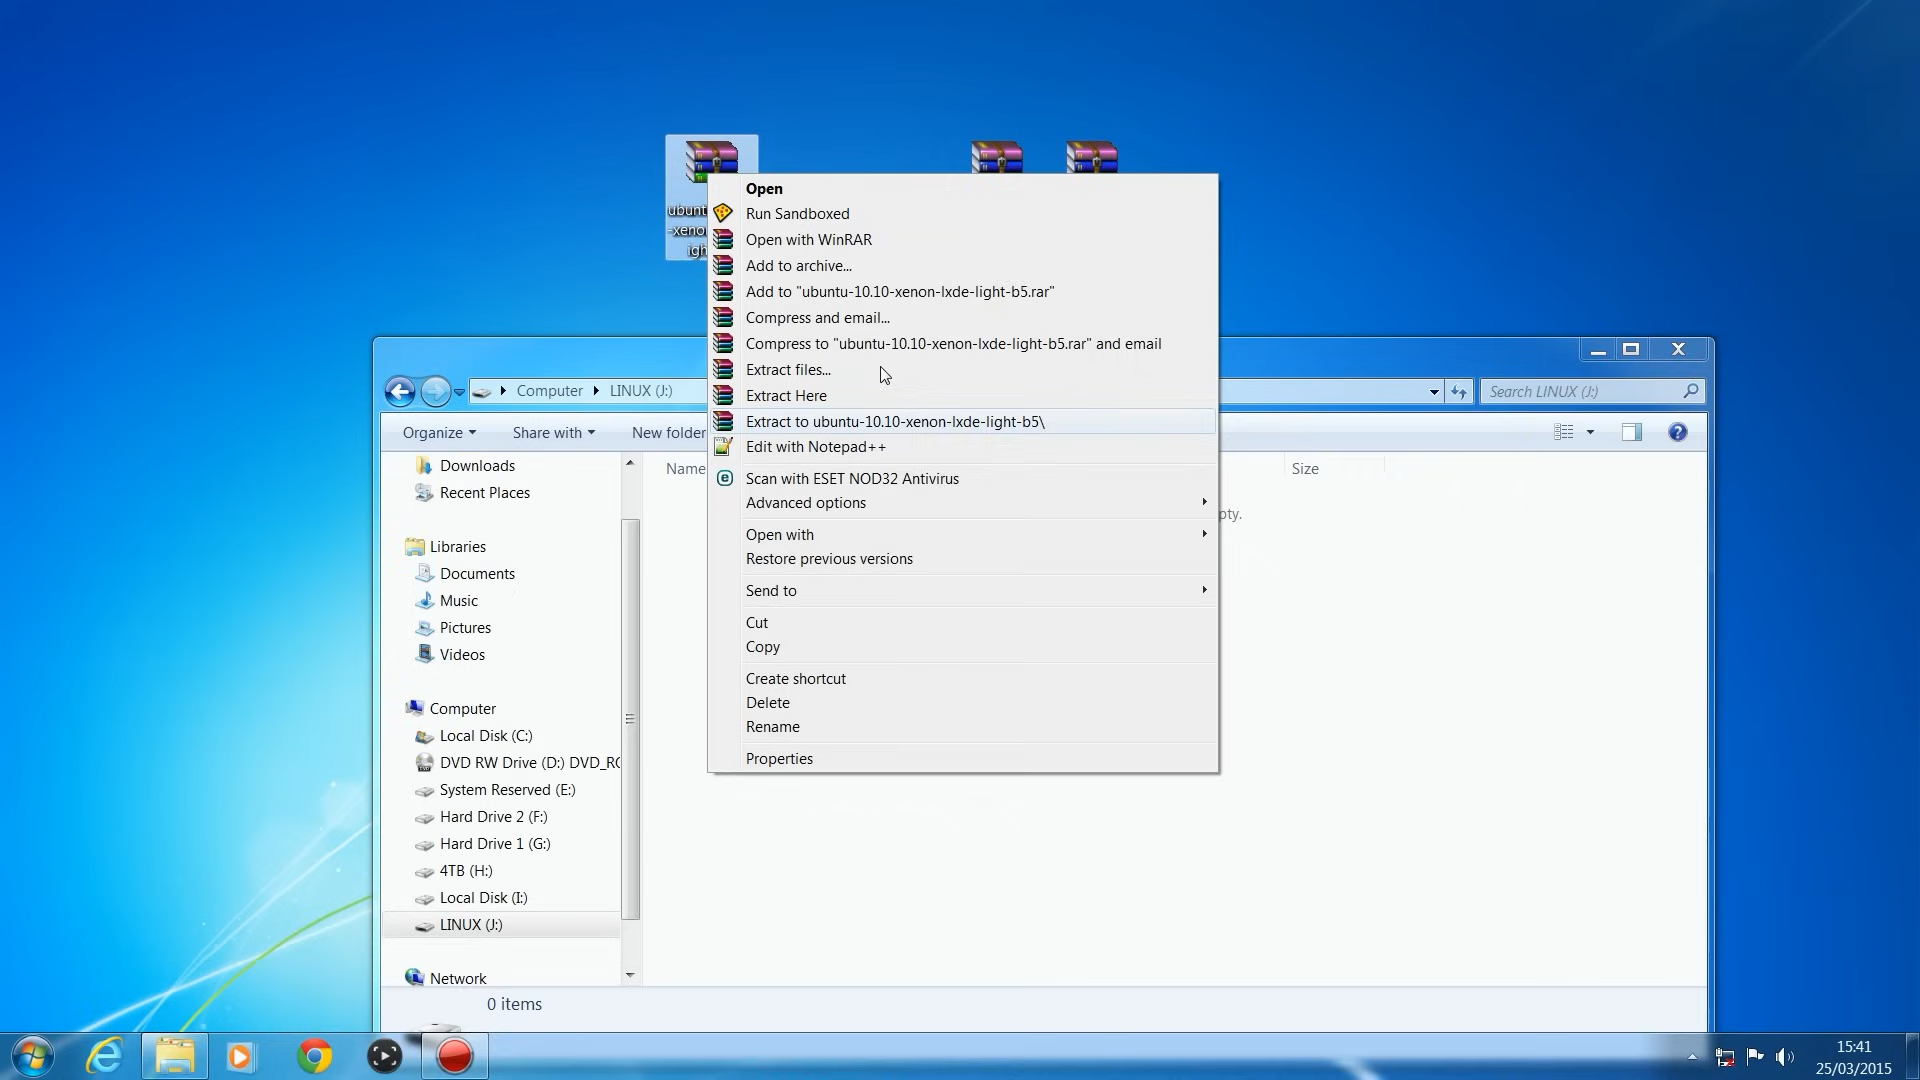 ubunt
-xeno
igh
Open
Run Sandboxed
Open with WinRAR
Add to archive...
Add to "ubuntu-10.10-xenon-lxde-light-b5.rar"
Compress and email...
Compress to "ubuntu-10.10-xenon-lxde-light-b5.rar" and email
Extract files...
Extract Here
Extract to ubuntu-10.10-xenon-lxde-light-b5\
Edit with Notepad++
Scan with ESET NOD32 Antivirus
Advanced options
Open with
Restore previous versions
Send to
Cut
Copy
Create shortcut
Delete
Rename
Properties
Computer
LINUX (J:)
Search LINUX (J:)
Organize
Share with
New folder
Name
Size
pty.
Downloads
Recent Places
Libraries
Documents
Music
Pictures
Videos
Computer
Local Disk (C:)
DVD RW Drive (D:) DVD_RO
System Reserved (E:)
Hard Drive 2 (F:)
Hard Drive 1 (G:)
4TB (H:)
Local Disk (I:)
LINUX (J:)
Network
0 items
15:41
25/03/2015